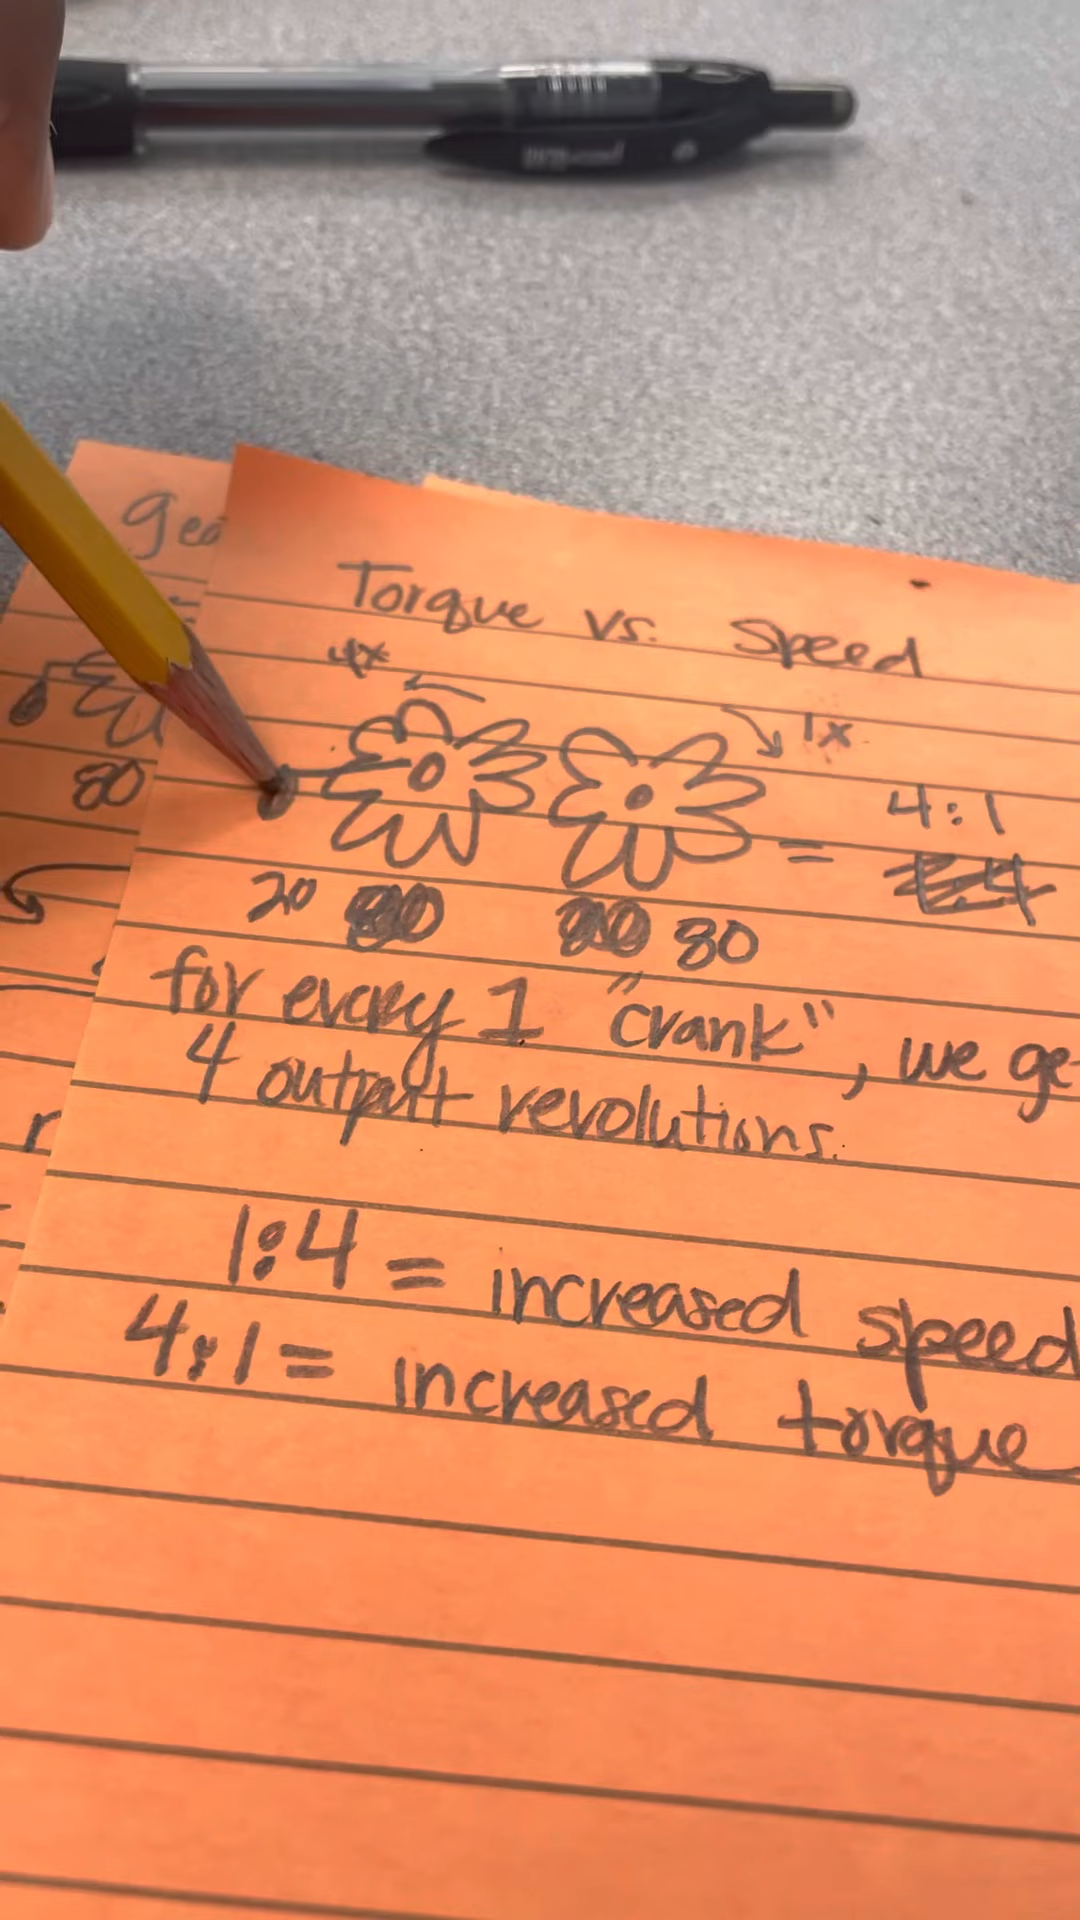 gea
Torque vs. Speed
4x
1x
4:1
=
80
20
80
for every 1 "crank", we ge
4 output revolutions.
r
1:4 = increased speed
4:1 = increased torque